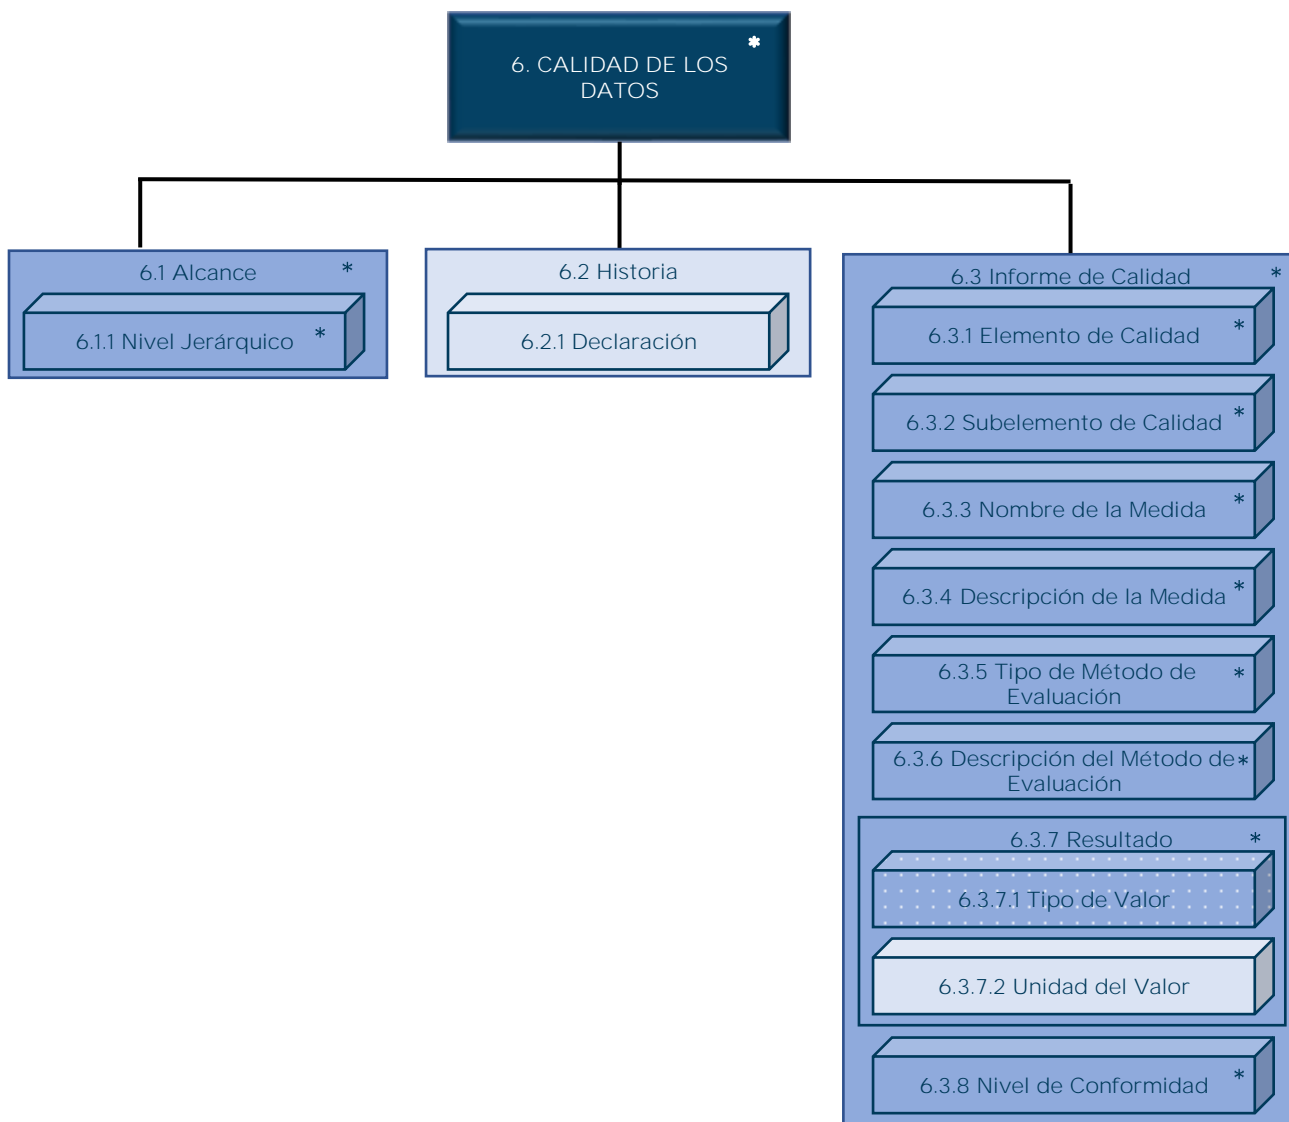 6. CALIDAD DE LOS *
DATOS
6.1 Alcance *
6.1.1 Nivel Jerárquico *
6.2 Historia
6.2.1 Declaración
6.3 Informe de Calidad *
6.3.1 Elemento de Calidad *
6.3.2 Subelemento de Calidad *
6.3.3 Nombre de la Medida *
6.3.4 Descripción de la Medida *
6.3.5 Tipo de Método de *
Evaluación
6.3.6 Descripción del Método de *
Evaluación
6.3.7 Resultado *
6.3.7.1 Tipo de Valor
6.3.7.2 Unidad del Valor
6.3.8 Nivel de Conformidad *